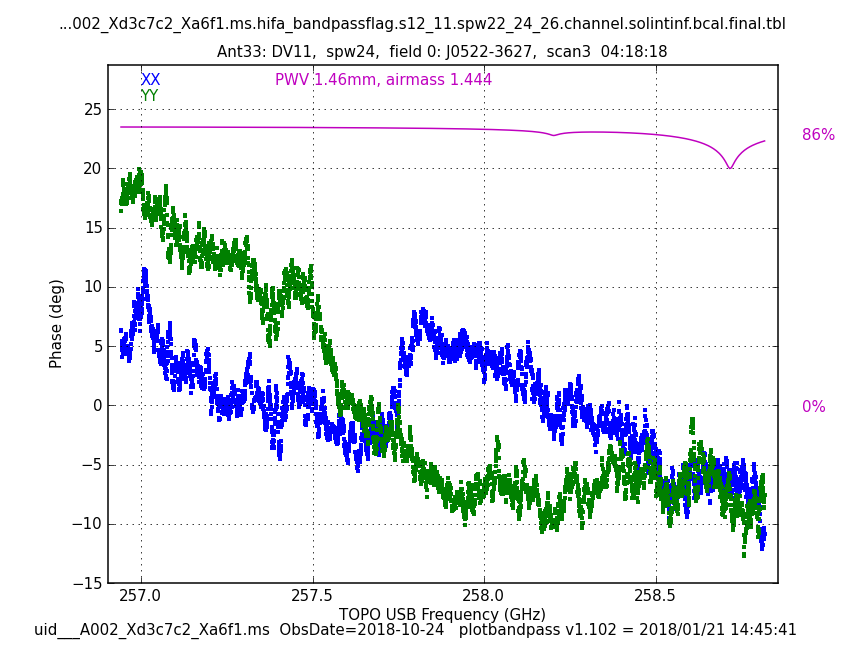 ...002_Xd3c7c2_Xa6f1.ms.hifa_bandpassflag.s12_11.spw22_24_26.channel.solintinf.bcal.final.tbl
Ant33: DV11,  spw24,  field 0: J0522-3627,  scan3  04:18:18
XX
PWV 1.46mm, airmass 1.444
YY
86%
0%
Phase (deg)
25
20
15
10
5
0
−5
−10
−15
257.0 257.5 258.0 258.5
TOPO USB Frequency (GHz)
uid___A002_Xd3c7c2_Xa6f1.ms  ObsDate=2018-10-24   plotbandpass v1.102 = 2018/01/21 14:45:41